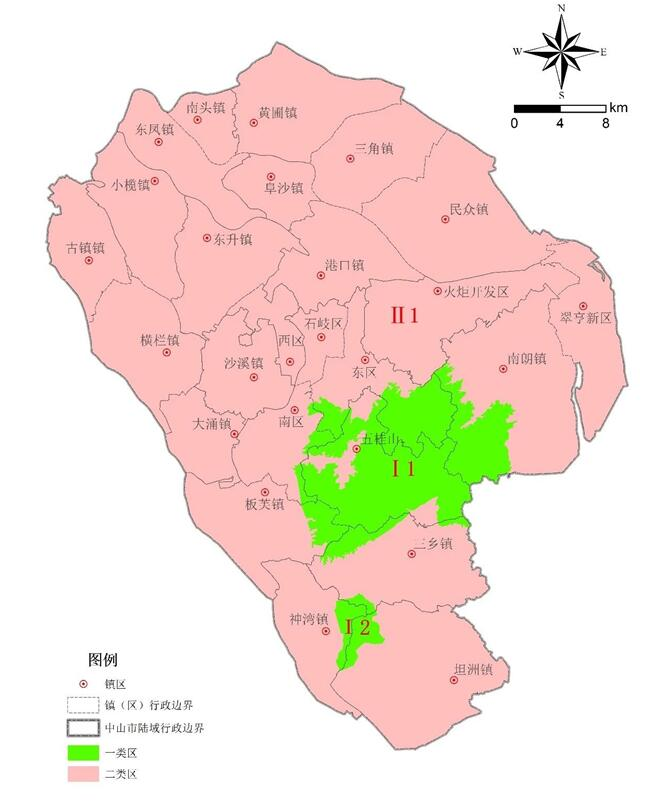 N
W E
S
km
0 4 8
南头镇
黄圃镇
东凤镇
三角镇
小榄镇
阜沙镇
民众镇
东升镇
古镇镇
港口镇
火炬开发区
II 1
翠亨新区
石岐区
横栏镇
西区
沙溪镇
东区
南朗镇
大涌镇
南区
五桂山
I 1
板芙镇
三乡镇
神湾镇
I 2
坦洲镇
图例
镇区
镇（区）行政边界
中山市陆域行政边界
一类区
二类区